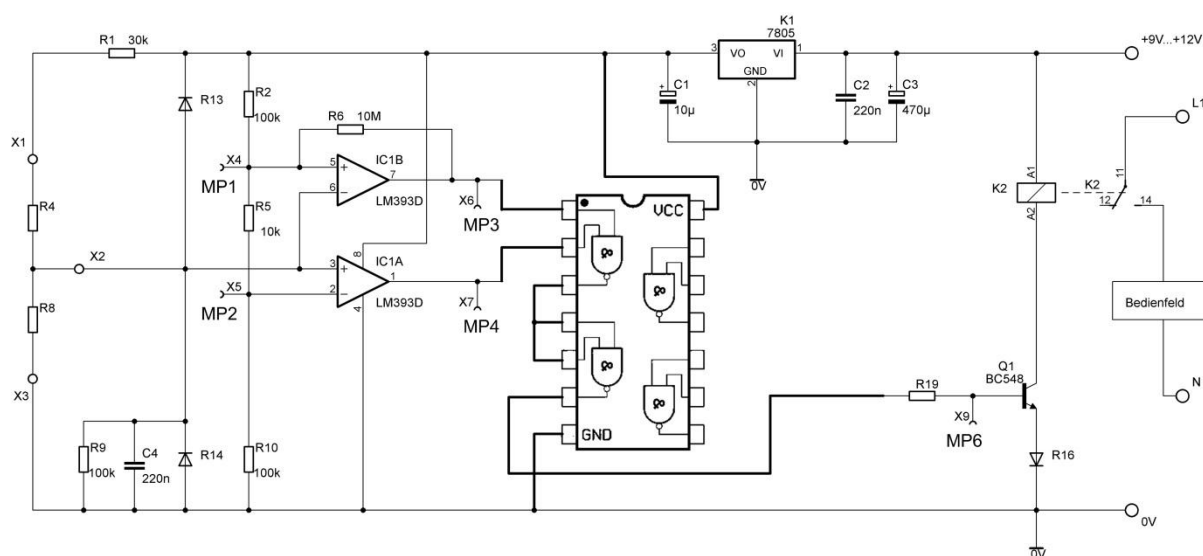 R1 30k
R13
R2
100k
R6 10M
K1
7805
3 VO VI 1
GND
2
C1
10µ
C2
220n
C3
470µ
0V
+9V...+12V
L1
X1
R4
X2
R8
X3
X4
MP1
R5
10k
X5
MP2
5
6
7
IC1B
LM393D
X6
MP3
3
2
8
1
4
IC1A
LM393D
X7
MP4
VCC
&
&
&
&
GND
K2
A1
A2
K2
11
12
14
Bedienfeld
N
Q1
BC548
R19
X9
MP6
R16
R9
100k
C4
220n
R14
R10
100k
0V
0V